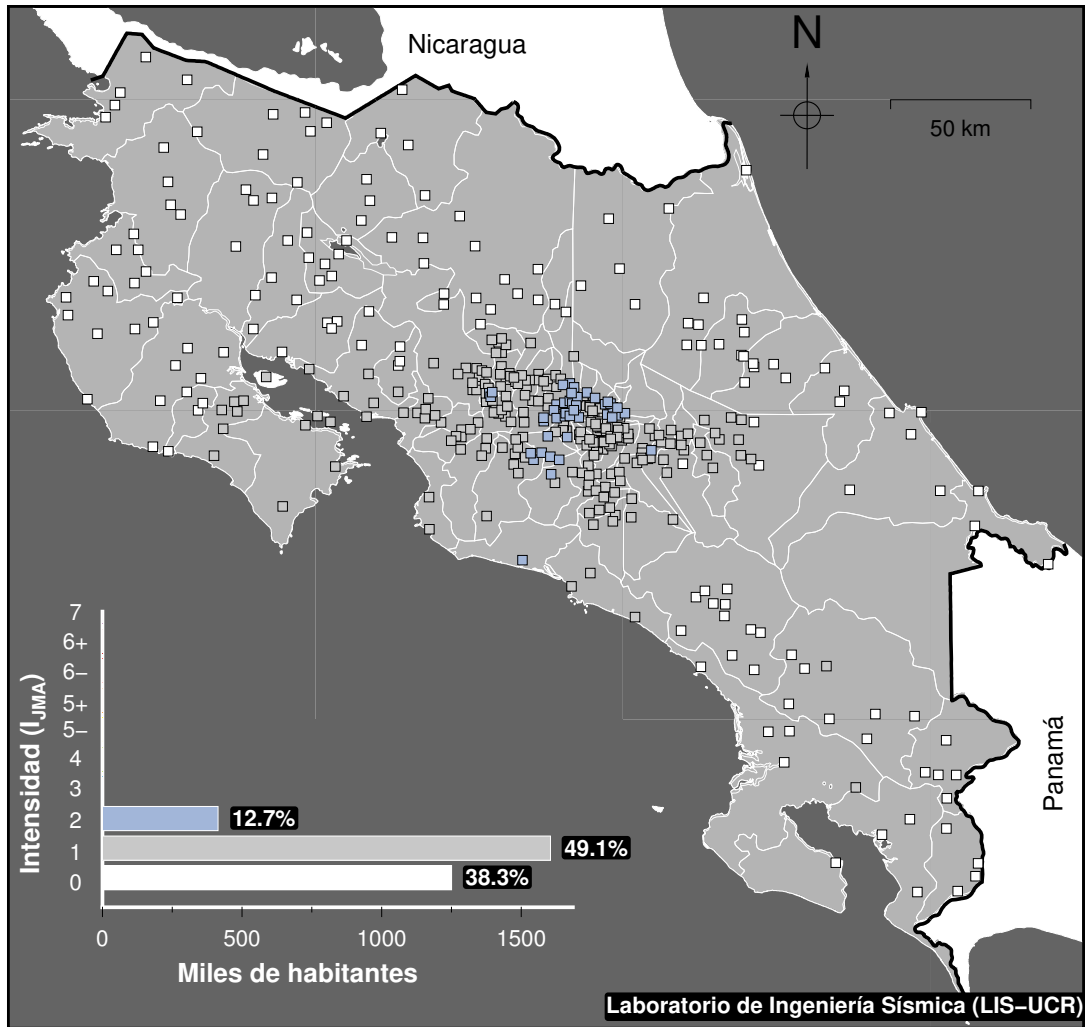 Nicaragua
N
50 km
Panamá
Intensidad (I_JMA)
7
6+
6−
5+
5−
4
3
2
1
0
12.7%
49.1%
38.3%
0
500
1000
1500
Miles de habitantes
Laboratorio de Ingeniería Sísmica (LIS−UCR)